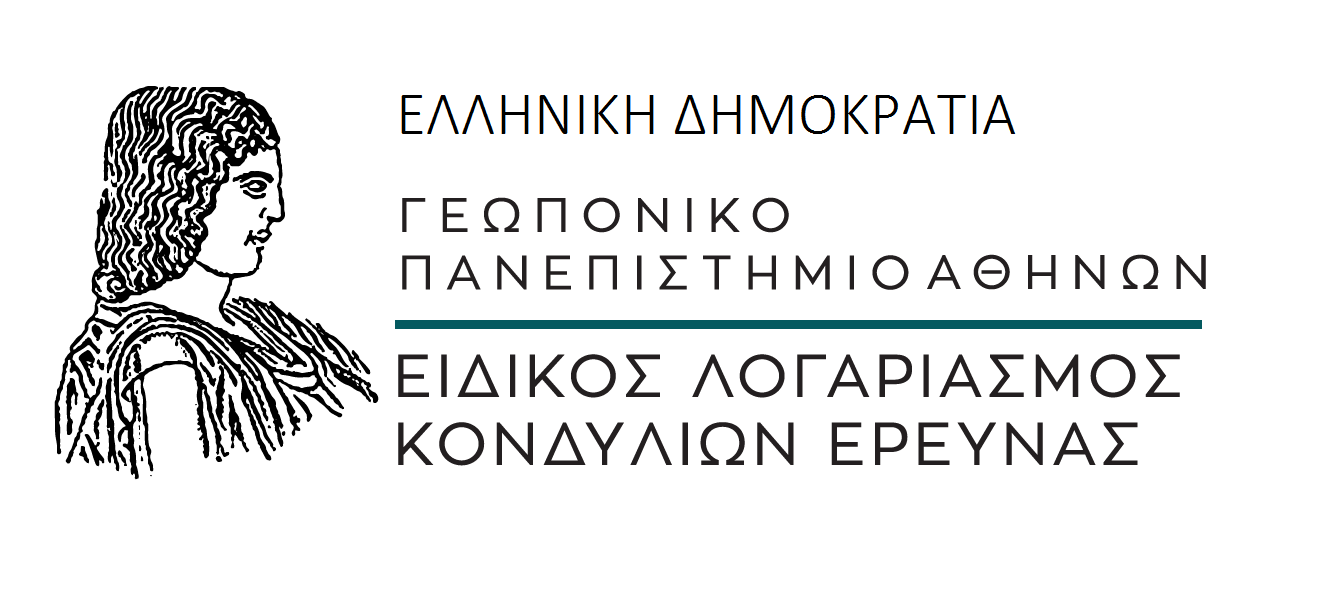 ΕΛΛΗΝΙΚΗ ΔΗΜΟΚΡΑΤΙΑ
ΓΕΩΠΟΝΙΚΟ
ΠΑΝΕΠΙΣΤΗΜΙΟ ΑΘΗΝΩΝ
ΕΙΔΙΚΟΣ ΛΟΓΑΡΙΑΣΜΟΣ
ΚΟΝΔΥΛΙΩΝ ΕΡΕΥΝΑΣ